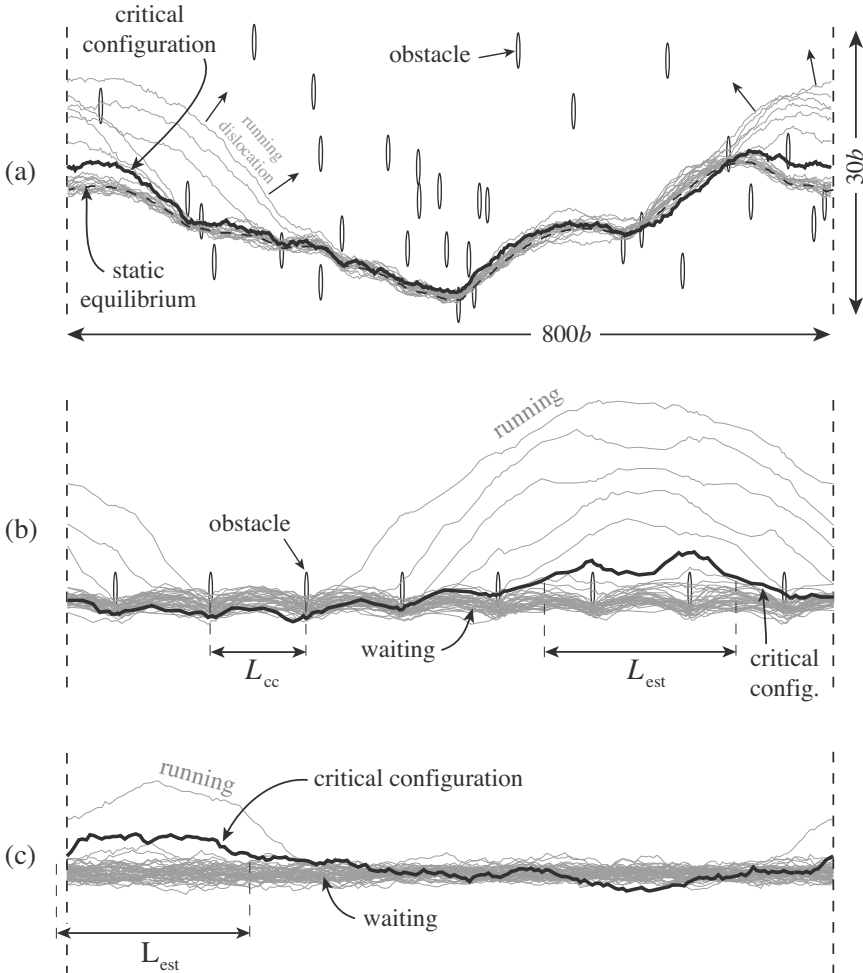 critical
configuration
obstacle
running
dislocation
(a)
static
equilibrium
30b
800b
running
(b)
obstacle
waiting
critical
config.
L_cc
L_est
running
critical configuration
(c)
waiting
L_est